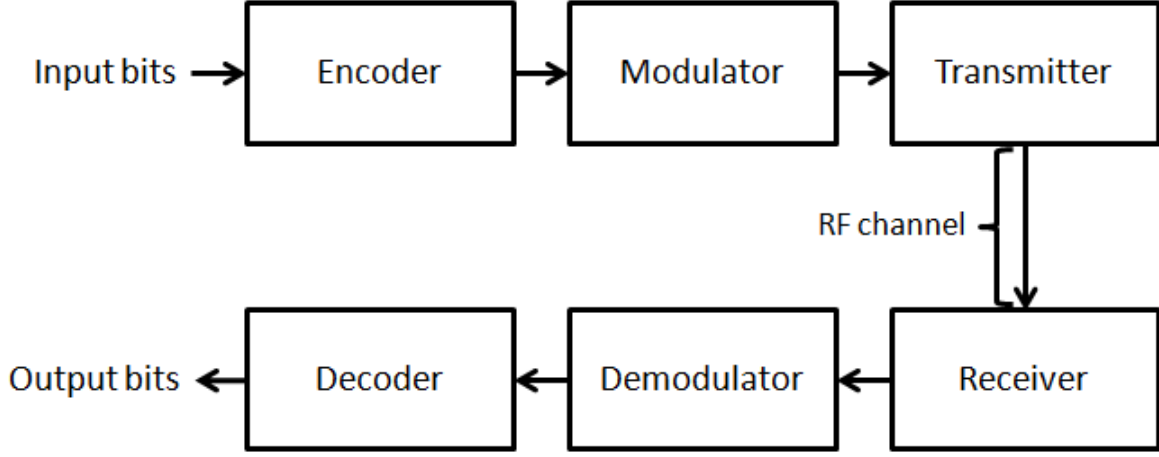 Input bits
Encoder
Modulator
Transmitter
RF channel
Output bits
Decoder
Demodulator
Receiver